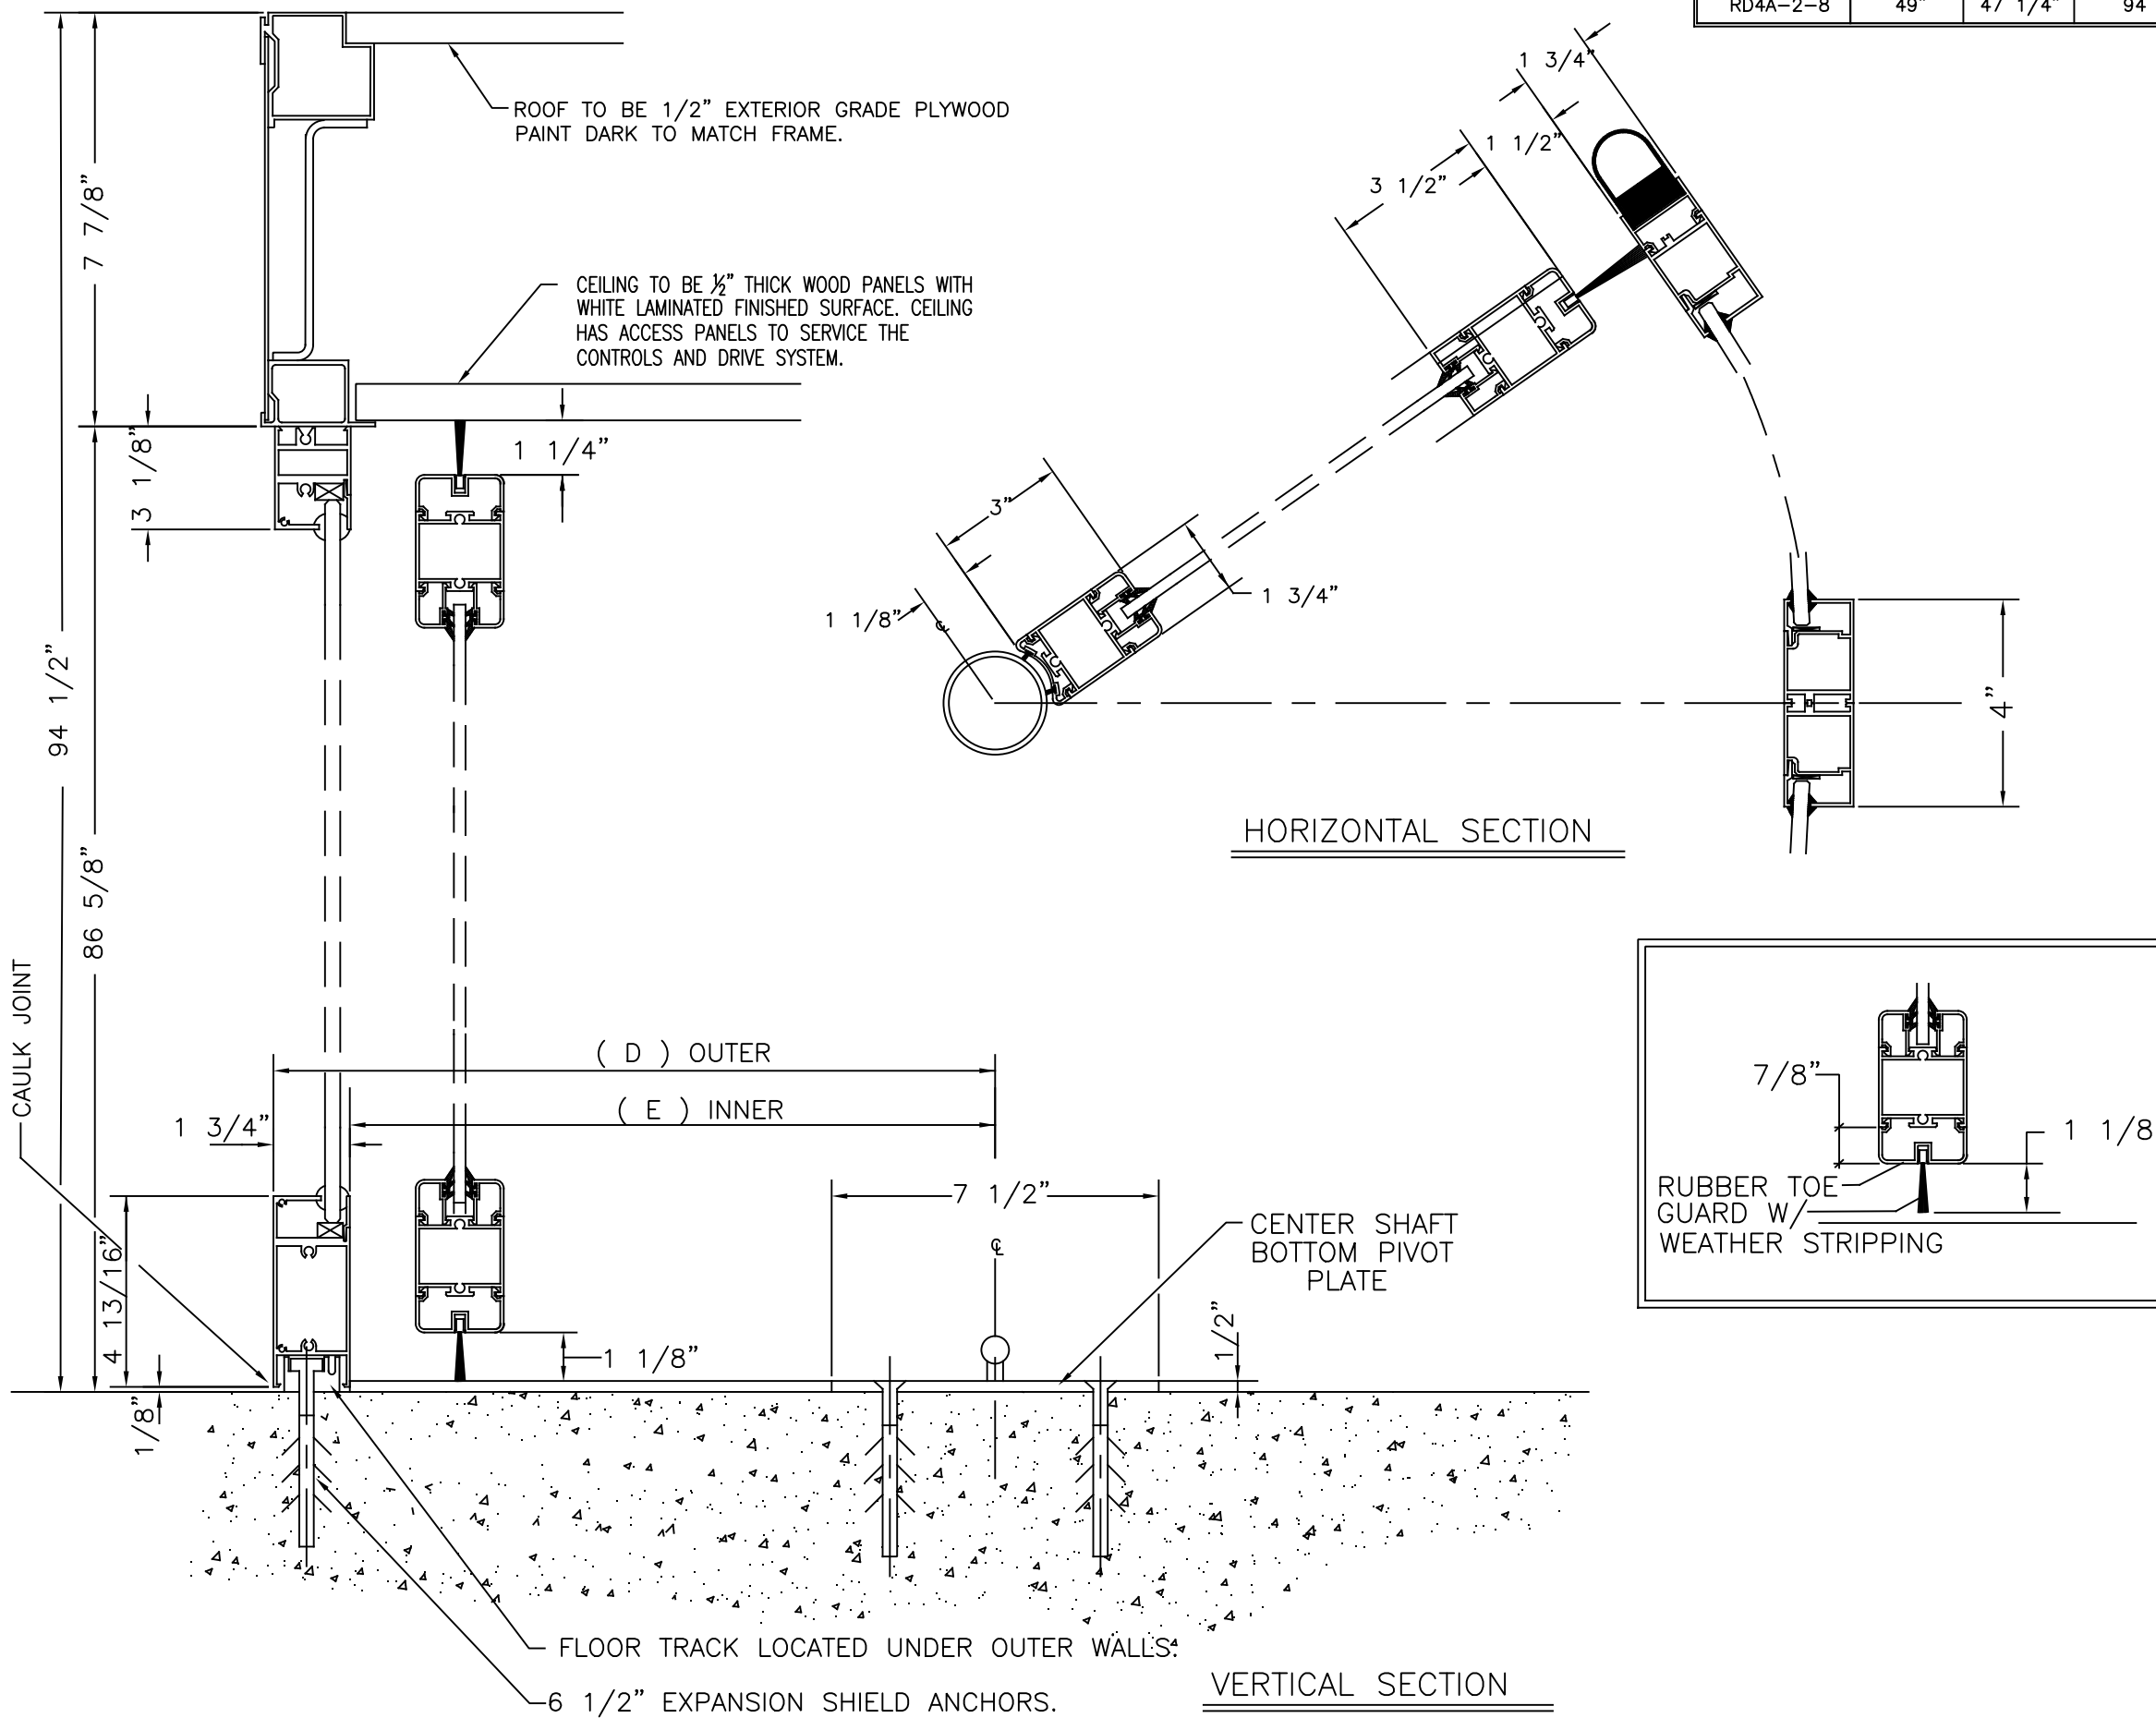 RD4A-2-8 49" 47 1/4" 94
ROOF TO BE 1/2" EXTERIOR GRADE PLYWOOD
PAINT DARK TO MATCH FRAME.
CEILING TO BE ½" THICK WOOD PANELS WITH
WHITE LAMINATED FINISHED SURFACE. CEILING
HAS ACCESS PANELS TO SERVICE THE
CONTROLS AND DRIVE SYSTEM.
7 7/8"
3 1/8"
1 1/4"
94 1/2"
86 5/8"
CAULK JOINT
1 3/4"
1 1/2"
3 1/2"
3"
1 3/4"
1 1/8"
℄
4"
HORIZONTAL SECTION
( D ) OUTER
( E ) INNER
1 3/4"
7 1/2"
4 13/16"
1/8"
1 1/8"
℄
CENTER SHAFT
BOTTOM PIVOT
PLATE
1/2"
7/8"
1 1/8
RUBBER TOE
GUARD W/
WEATHER STRIPPING
FLOOR TRACK LOCATED UNDER OUTER WALLS.
6 1/2" EXPANSION SHIELD ANCHORS.
VERTICAL SECTION